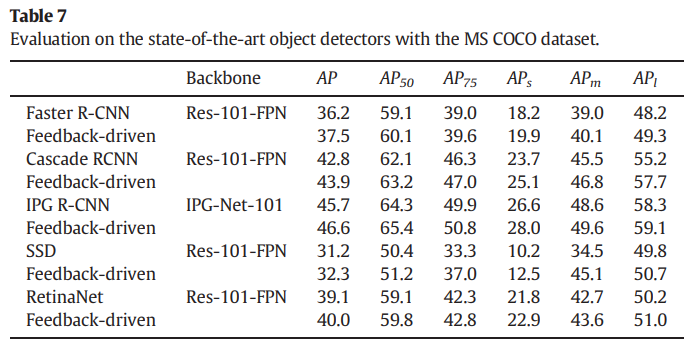 Table 7
Evaluation on the state-of-the-art object detectors with the MS COCO dataset.
Backbone AP AP50 AP75 APs APm APl
Faster R-CNN Res-101-FPN 36.2 59.1 39.0 18.2 39.0 48.2
Feedback-driven 37.5 60.1 39.6 19.9 40.1 49.3
Cascade RCNN Res-101-FPN 42.8 62.1 46.3 23.7 45.5 55.2
Feedback-driven 43.9 63.2 47.0 25.1 46.8 57.7
IPG R-CNN IPG-Net-101 45.7 64.3 49.9 26.6 48.6 58.3
Feedback-driven 46.6 65.4 50.8 28.0 49.6 59.1
SSD Res-101-FPN 31.2 50.4 33.3 10.2 34.5 49.8
Feedback-driven 32.3 51.2 37.0 12.5 45.1 50.7
RetinaNet Res-101-FPN 39.1 59.1 42.3 21.8 42.7 50.2
Feedback-driven 40.0 59.8 42.8 22.9 43.6 51.0